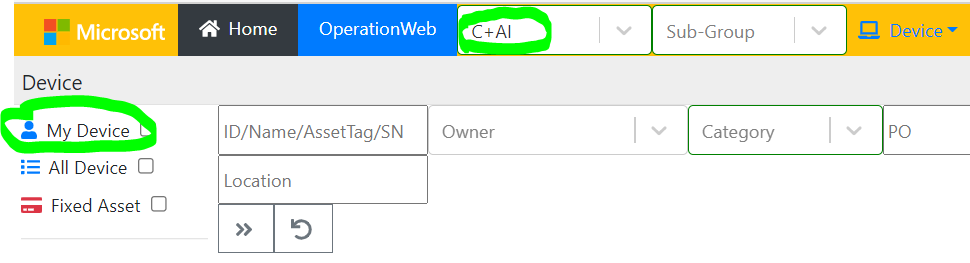 Microsoft Home OperationWeb C+AI Sub-Group Device
Device
My Device ID/Name/AssetTag/SN Owner Category PO
All Device Location
Fixed Asset